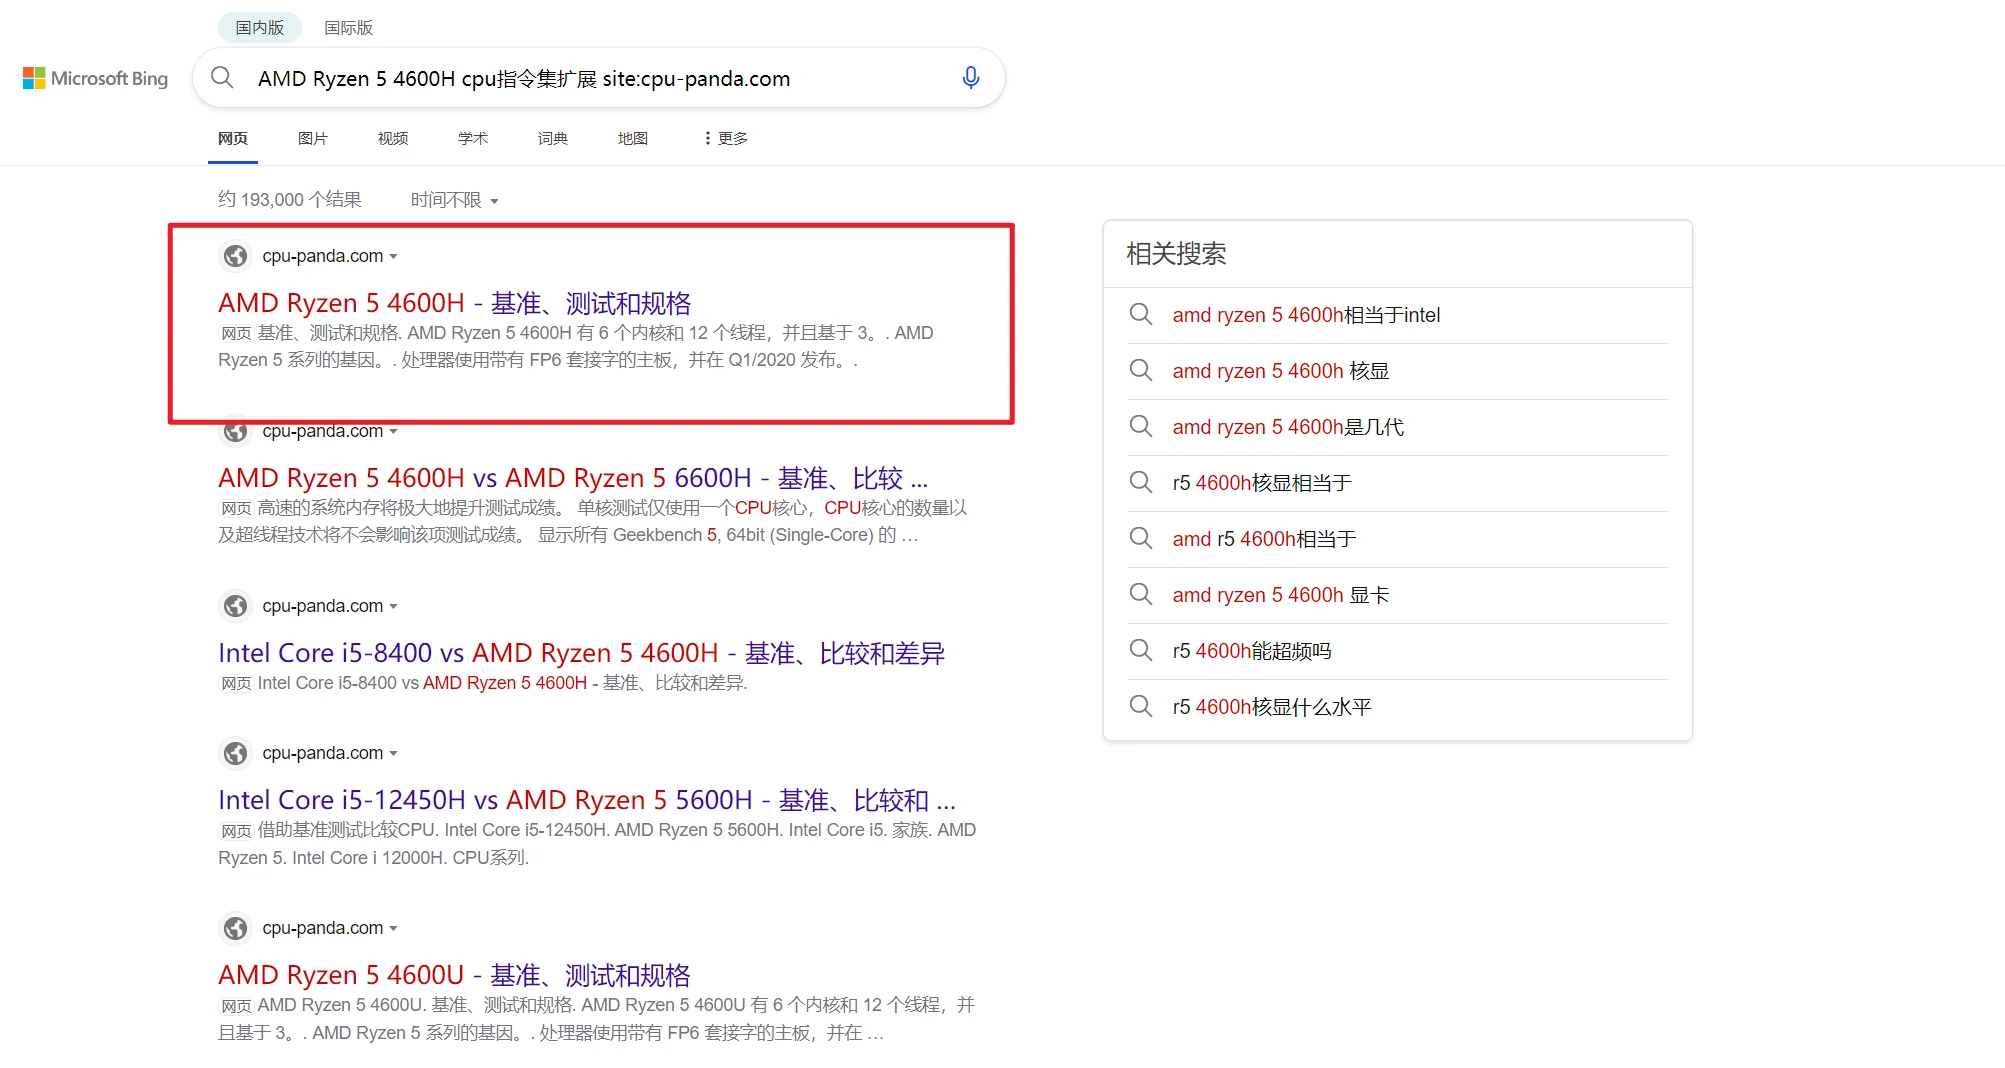 国内版 国际版
Microsoft Bing
AMD Ryzen 5 4600H cpu指令集扩展 site:cpu-panda.com
网页 图片 视频 学术 词典 地图 更多
约 193,000 个结果 时间不限
cpu-panda.com
AMD Ryzen 5 4600H - 基准、测试和规格
网页 基准、测试和规格. AMD Ryzen 5 4600H 有 6 个内核和 12 个线程，并且基于 3。. AMD
Ryzen 5 系列的基因。. 处理器使用带有 FP6 套接字的主板，并在 Q1/2020 发布。.
cpu-panda.com
AMD Ryzen 5 4600H vs AMD Ryzen 5 6600H - 基准、比较 ...
网页 高速的系统内存将极大地提升测试成绩。 单核测试仅使用一个CPU核心，CPU核心的数量以
及超线程技术将不会影响该项测试成绩。 显示所有 Geekbench 5, 64bit (Single-Core) 的 …
cpu-panda.com
Intel Core i5-8400 vs AMD Ryzen 5 4600H - 基准、比较和差异
网页 Intel Core i5-8400 vs AMD Ryzen 5 4600H - 基准、比较和差异.
cpu-panda.com
Intel Core i5-12450H vs AMD Ryzen 5 5600H - 基准、比较和 ...
网页 借助基准测试比较CPU. Intel Core i5-12450H. AMD Ryzen 5 5600H. Intel Core i5. 家族. AMD
Ryzen 5. Intel Core i 12000H. CPU系列.
cpu-panda.com
AMD Ryzen 5 4600U - 基准、测试和规格
网页 AMD Ryzen 5 4600U. 基准、测试和规格. AMD Ryzen 5 4600U 有 6 个内核和 12 个线程，并
且基于 3。. AMD Ryzen 5 系列的基因。. 处理器使用带有 FP6 套接字的主板，并在 …
相关搜索
amd ryzen 5 4600h相当于intel
amd ryzen 5 4600h 核显
amd ryzen 5 4600h是几代
r5 4600h核显相当于
amd r5 4600h相当于
amd ryzen 5 4600h 显卡
r5 4600h能超频吗
r5 4600h核显什么水平